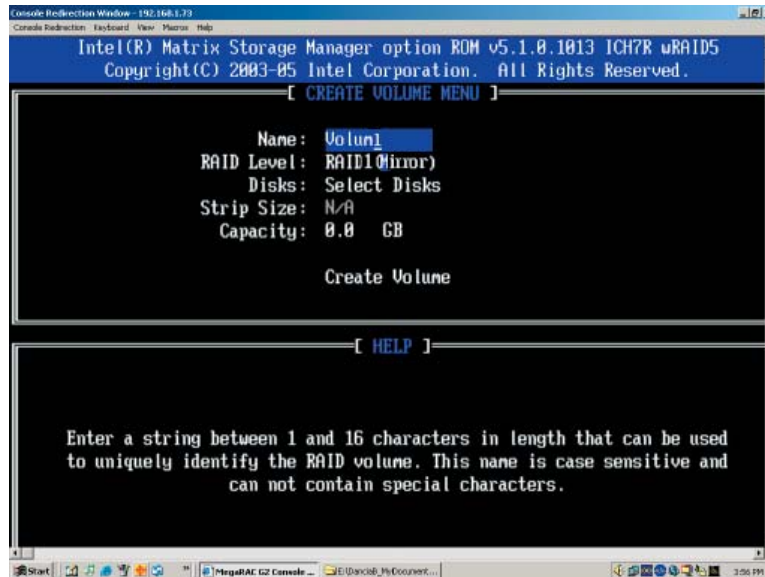 Console Redirection Window - 192.168.1.73
Console Redirection Keyboard View Macros Help
Intel(R) Matrix Storage Manager option ROM v5.1.0.1013 ICH7R wRAID5
Copyright(C) 2003-05 Intel Corporation. All Rights Reserved.
[ CREATE VOLUME MENU ]
Name: Volum1
RAID Level: RAID1(Mirror)
Disks: Select Disks
Strip Size: N/A
Capacity: 0.0 GB
Create Volume
[ HELP ]
Enter a string between 1 and 16 characters in length that can be used
to uniquely identify the RAID volume. This name is case sensitive and
can not contain special characters.
Start MegaRAC G2 Console ... 3:56 PM